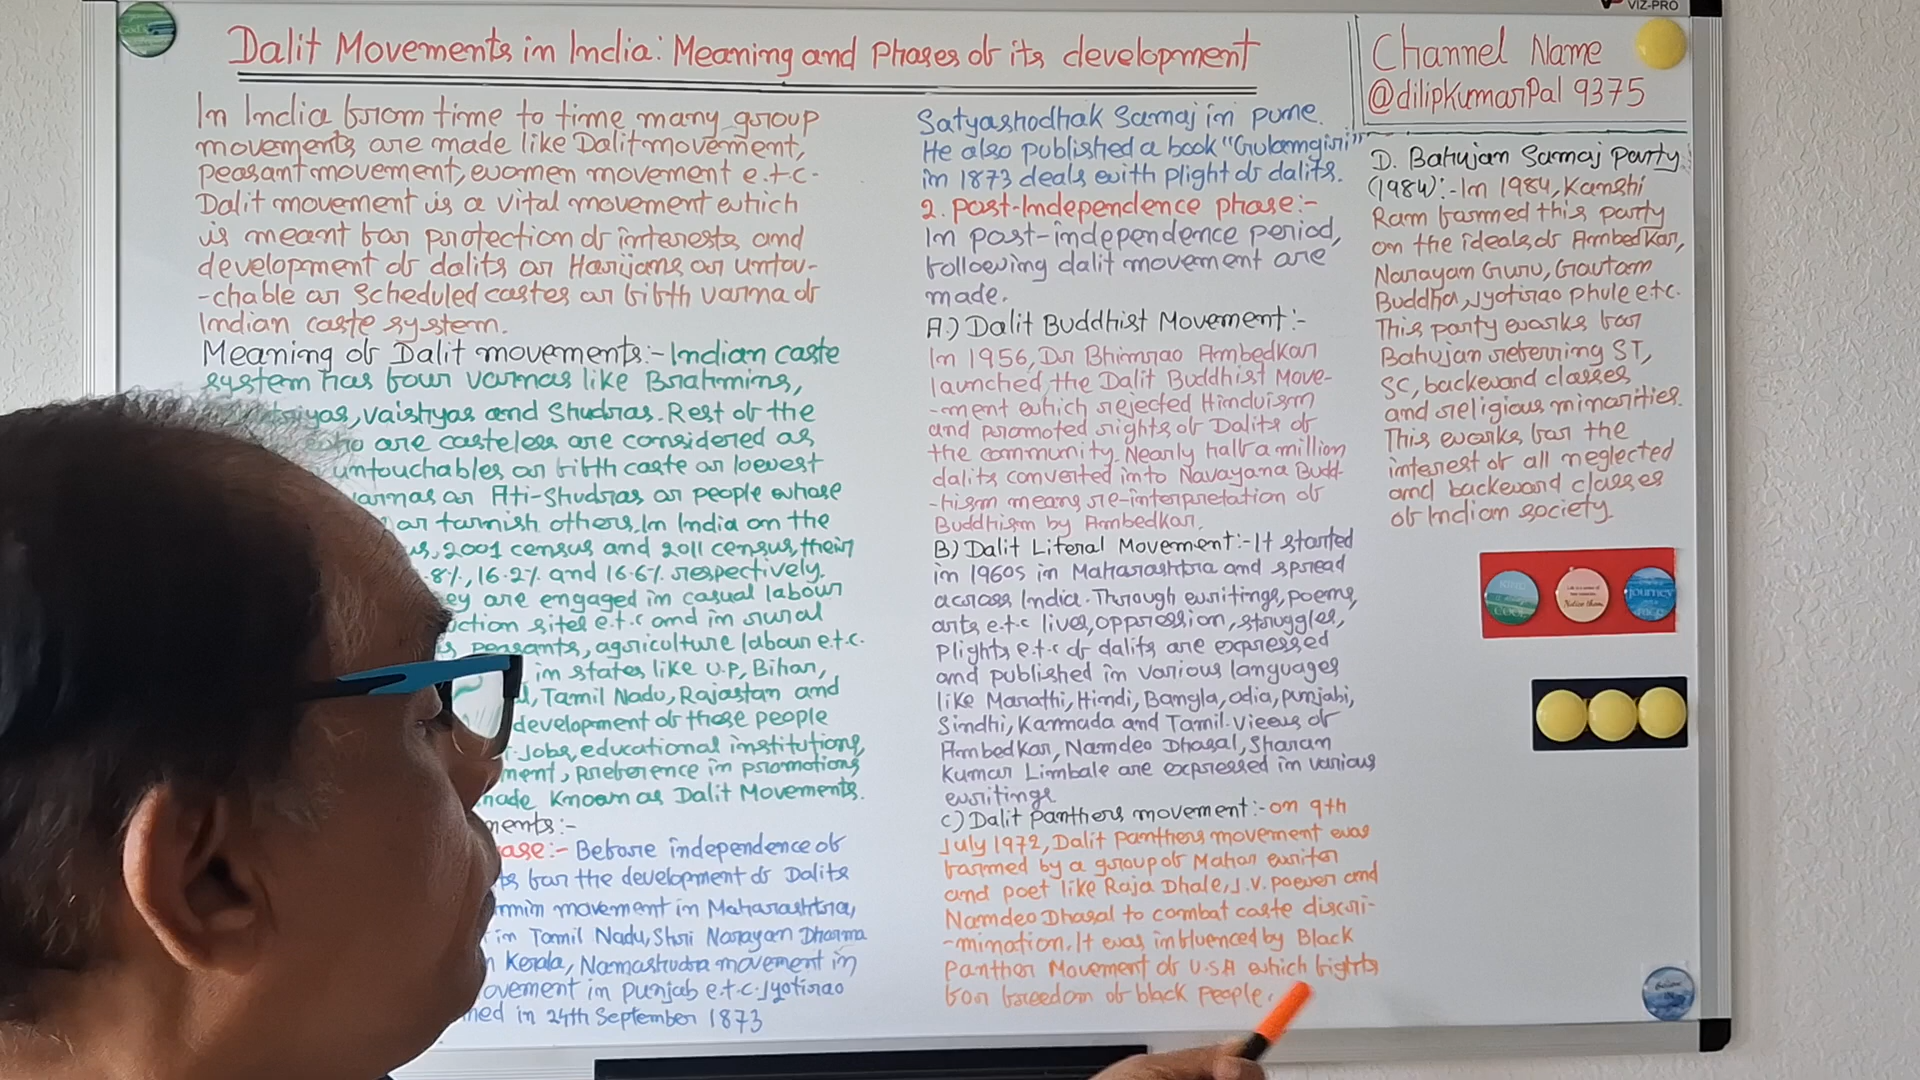 VIZ-PRO
Dalit Movements in India: Meaning and Phases of its development
In India from time to time many group
movements are made like Dalit movement,
peasant movement, women movement e.t.c.
Dalit movement is a vital movement which
is meant for protection of interests and
development of dalits or Harijans or untou-
-chable or scheduled castes or fifth varna of
Indian caste system.
Meaning of Dalit movements:- Indian caste
system has four varnas like Brahmins,
vaishyas and Shudras. Rest of the
who are casteless are considered as
untouchables or fifth caste or lowest
varnas or Ati-Shudras or people whose
or tarnish others. In India on the
2001 census and 2011 census, their
8%, 16.2% and 16.6% respectively.
they are engaged in casual labour
sites e.t.c and in rural
peasants, agriculture labour e.t.c.
in states like U.P, Bihar,
Tamil Nadu, Rajastan and
development of those people
jobs, educational institutions,
preference in promotions
made known as Dalit Movements.
ments:-
ase:- Before independence of
for the development of Dalits
movement in Maharashtra,
in Tamil Nadu, Shri Narayan Dharma
Kerala, Namashudra movement in
movement in punjab e.t.c. Jyotirao
in 24th September 1873
Satyashodhak Samaj in pune.
He also published a book "Gulamgiri"
in 1873 deals with plight of dalits.
2. Post-Independence phase:-
In post-independence period,
following dalit movement are
made.
A.) Dalit Buddhist Movement:-
In 1956, Dr Bhimrao Ambedkar
launched the Dalit Buddhist Move-
-ment which rejected Hinduism
and promoted rights of Dalits of
the community. Nearly half a million
dalits converted into Navayana Budd-
-hism means re-interpretation of
Buddhism by Ambedkar.
B) Dalit Literal Movement:- It started
in 1960s in Maharashtra and spread
across India. Through writings, poems,
arts e.t.c lives, oppression, struggles,
plights e.t.c of dalits are expressed
and published in various languages
like Marathi, Hindi, Bangla, odia, punjabi,
Sindhi, Kannada and Tamil. Views of
Ambedkar, Namdeo Dhasal, Sharan
Kumar Limbale are expressed in various
writings
C) Dalit Panthers movement:- on 9th
July 1972, Dalit Panthers movement was
formed by a group of Mahar writer
and poet like Raja Dhale, J.V. power and
Namdeo Dhasal to combat caste discri-
-mination. It was influenced by Black
Panther Movement of U.S.A which fights
for freedom of black people.
Channel Name
@dilipkumarPal 9375
D. Bahujan Samaj Party
(1984):- In 1984, Kanshi
Ram formed this party
on the ideals of Ambedkar,
Narayan Guru, Gautam
Buddha, Jyotirao Phule e.t.c.
This party works for
Bahujan referring ST,
SC, backward classes
and religious minorities.
This works for the
interest of all neglected
and backward classes
of Indian society.
Notice them.
journey